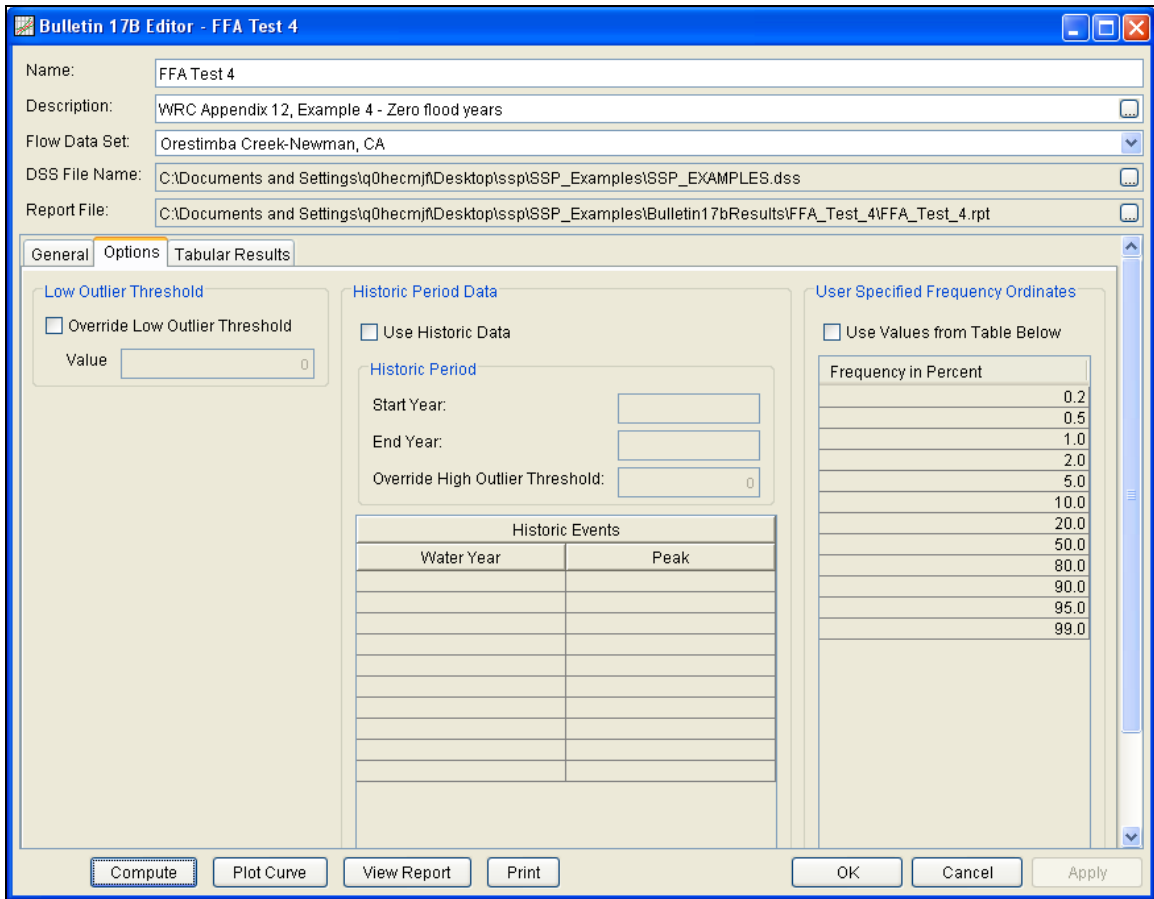 Bulletin 17B Editor - FFA Test 4
Name: FFA Test 4
Description: WRC Appendix 12, Example 4 - Zero flood years ...
Flow Data Set: Orestimba Creek-Newman, CA
DSS File Name: C:\Documents and Settings\q0hecmjf\Desktop\ssp\SSP_Examples\SSP_EXAMPLES.dss ...
Report File: C:\Documents and Settings\q0hecmjf\Desktop\ssp\SSP_Examples\Bulletin17bResults\FFA_Test_4\FFA_Test_4.rpt ...
General Options Tabular Results
Low Outlier Threshold
Override Low Outlier Threshold
Value 0
Historic Period Data
Use Historic Data
Historic Period
Start Year:
End Year:
Override High Outlier Threshold: 0
Historic Events
Water Year Peak
User Specified Frequency Ordinates
Use Values from Table Below
Frequency in Percent
0.2
0.5
1.0
2.0
5.0
10.0
20.0
50.0
80.0
90.0
95.0
99.0
Compute Plot Curve View Report Print OK Cancel Apply